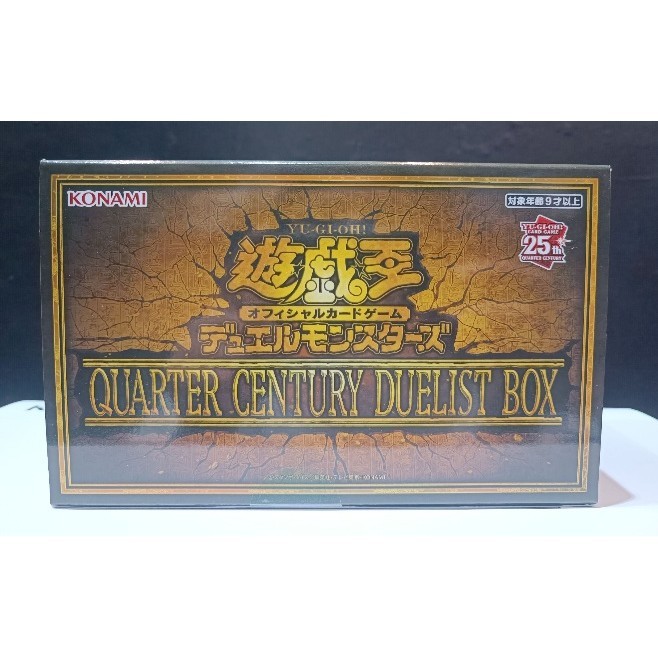 KONAMI
対象年齢9才以上
YU-GI-OH!
遊戯王
オフィシャルカードゲーム
デュエルモンスターズ
YU-GI-OH!
CARD GAME
25th
QUARTER CENTURY
QUARTER CENTURY DUELIST BOX